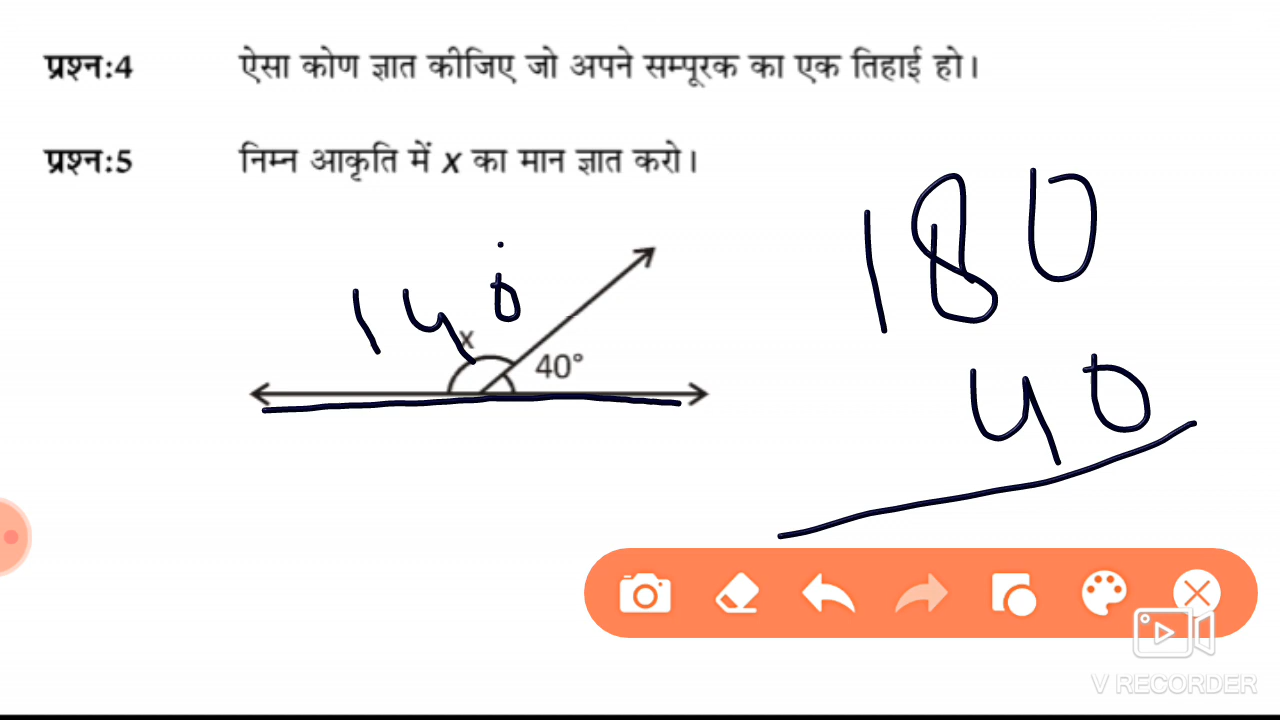 प्रश्न:4 ऐसा कोण ज्ञात कीजिए जो अपने सम्पूरक का एक तिहाई हो।
प्रश्न:5 निम्न आकृति में x का मान ज्ञात करो।
180
140
x
40°
40
V RECORDER